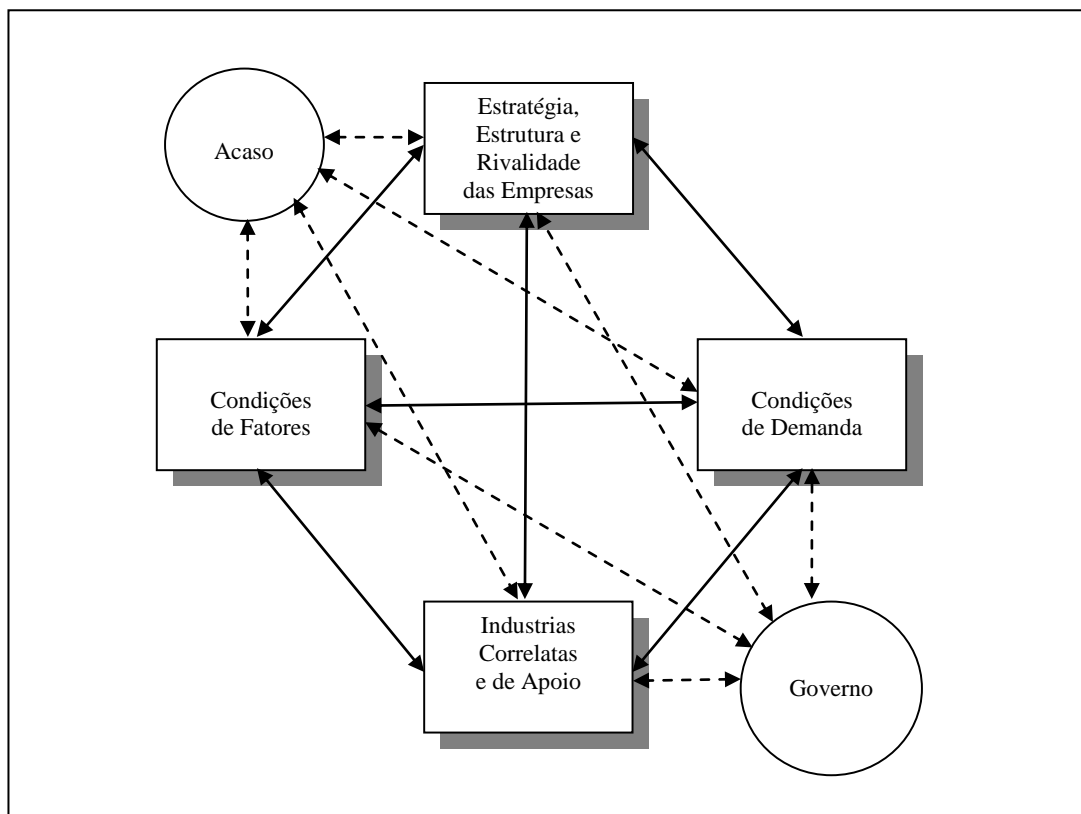 Estratégia,
Estrutura e
Rivalidade
das Empresas
Acaso
Condições
de Fatores
Condições
de Demanda
Industrias
Correlatas
e de Apoio
Governo